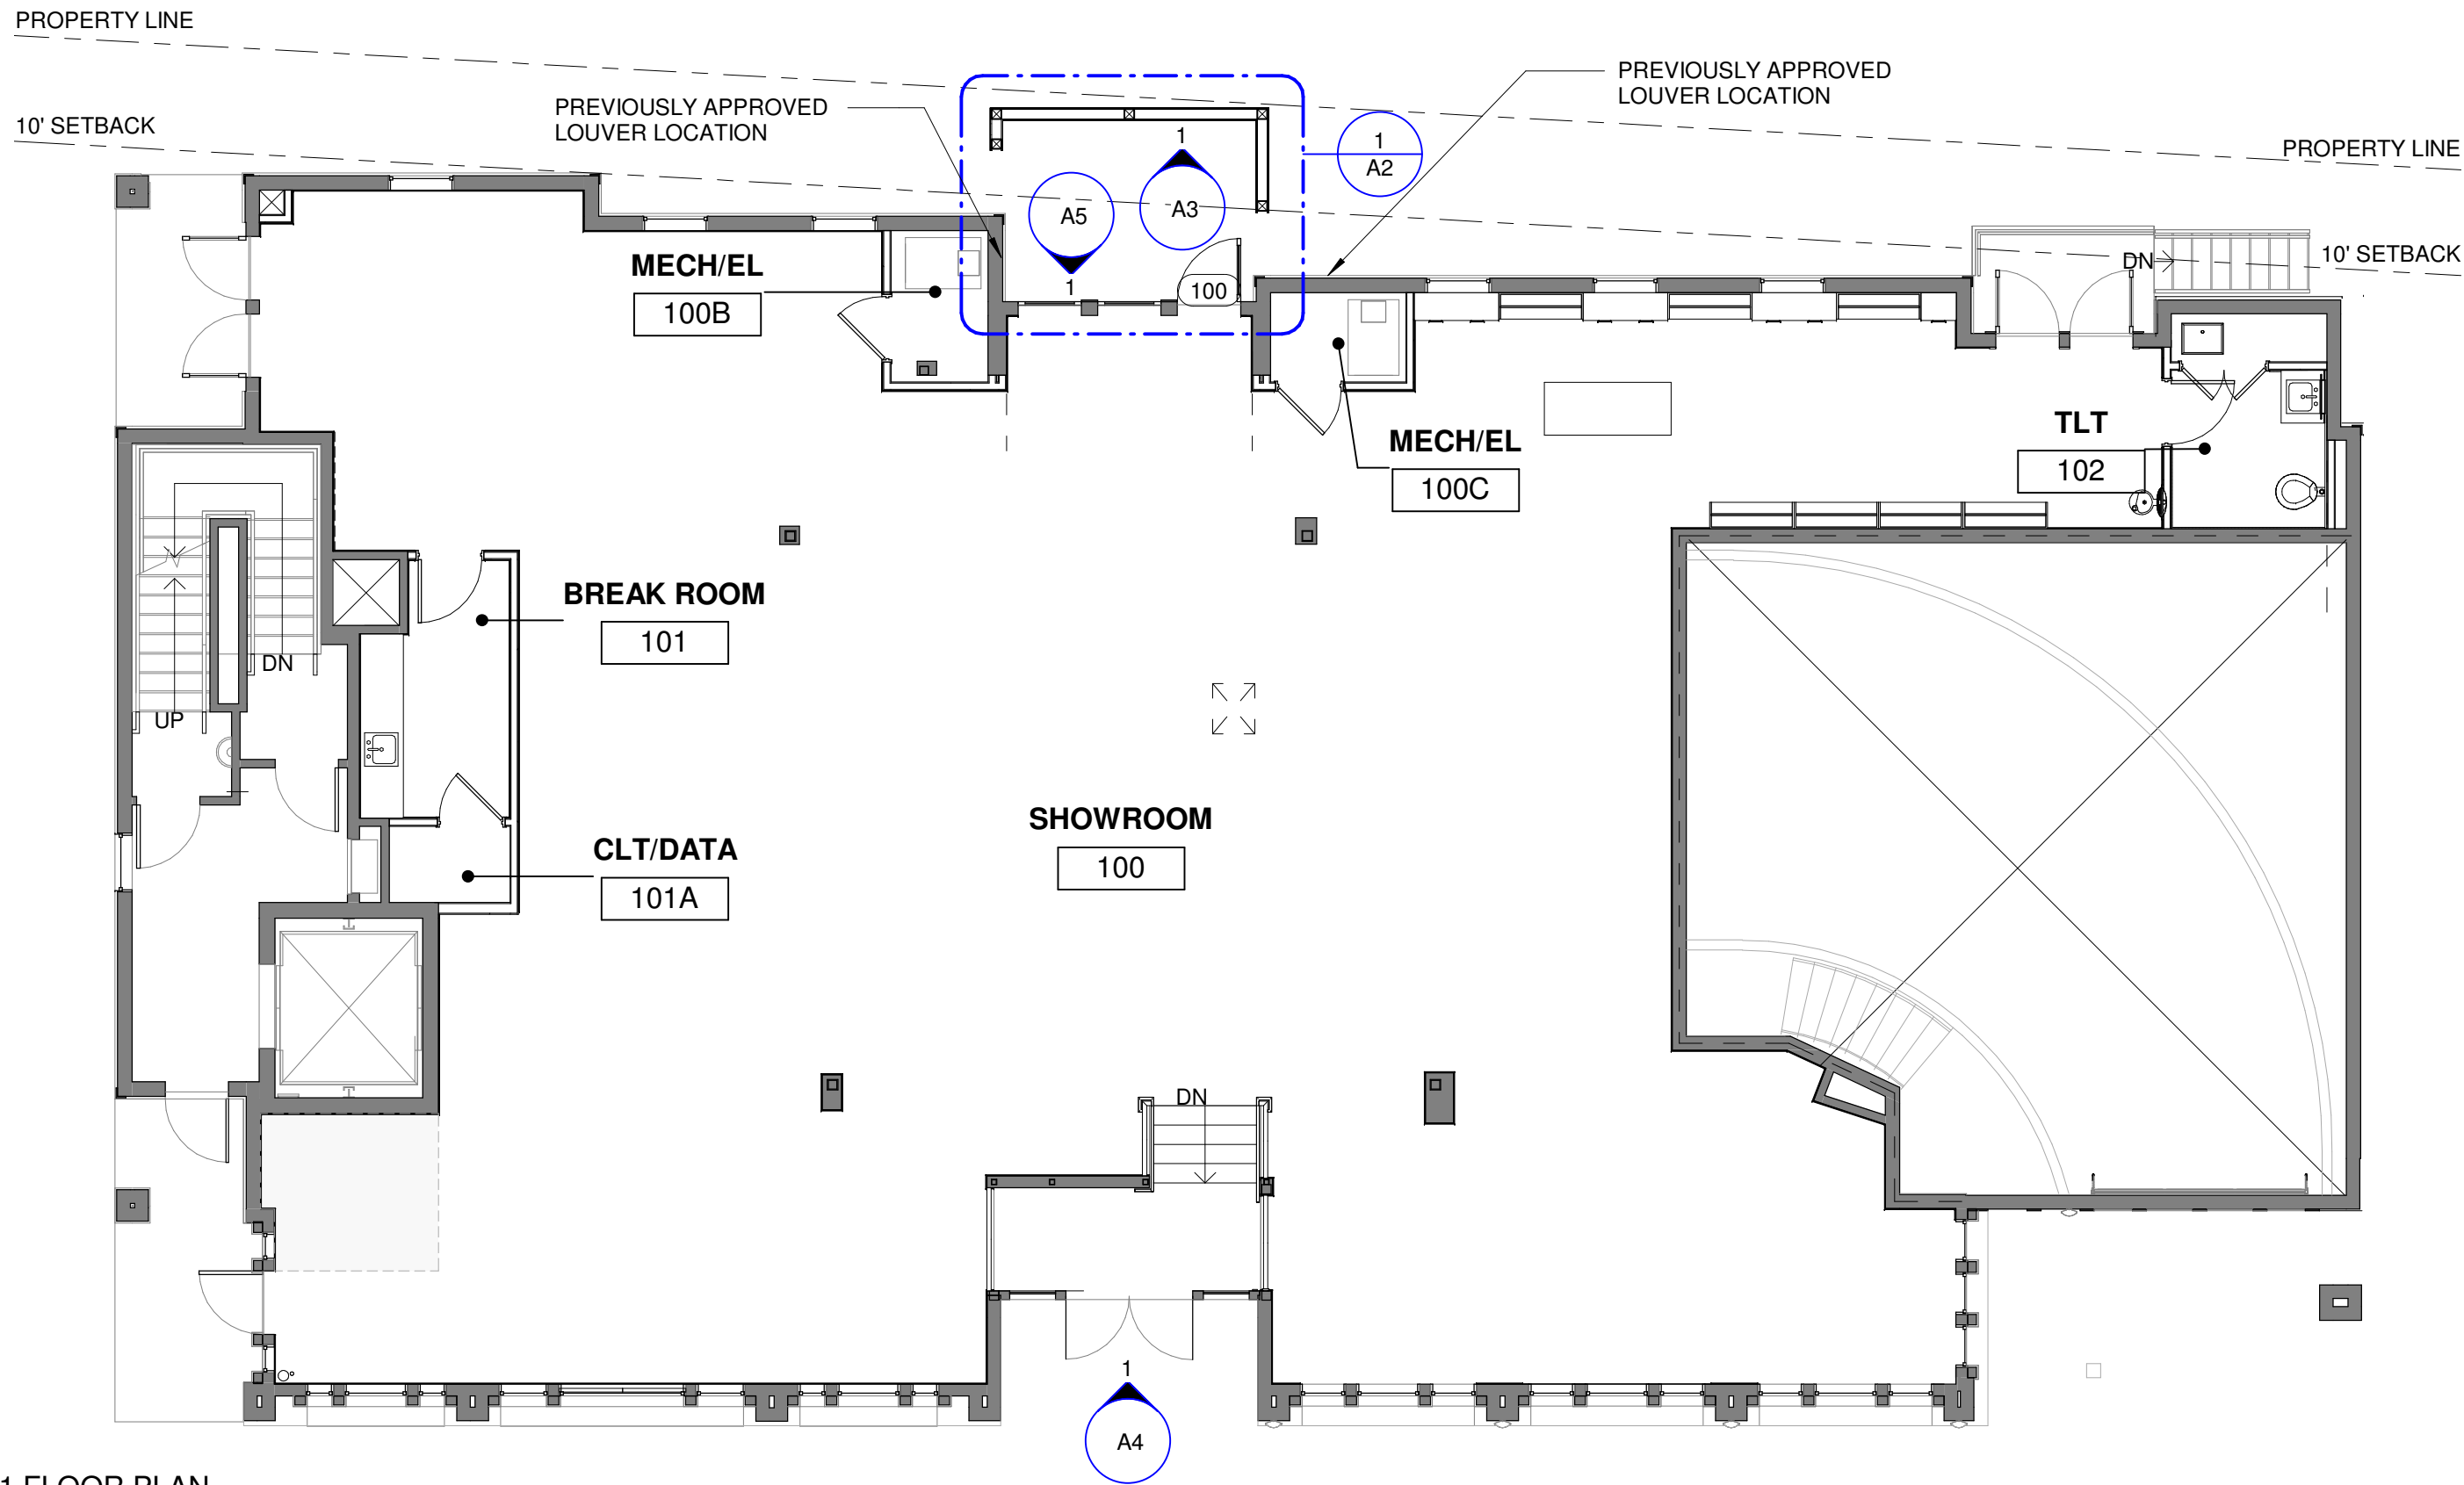 PROPERTY LINE
PREVIOUSLY APPROVED
LOUVER LOCATION
PREVIOUSLY APPROVED
LOUVER LOCATION
10' SETBACK
1
A2
1
PROPERTY LINE
A5
A3
MECH/EL
100B
1
100
DN
10' SETBACK
MECH/EL
100C
TLT
102
BREAK ROOM
101
DN
UP
SHOWROOM
100
CLT/DATA
101A
DN
1
A4
1 FLOOR PLAN